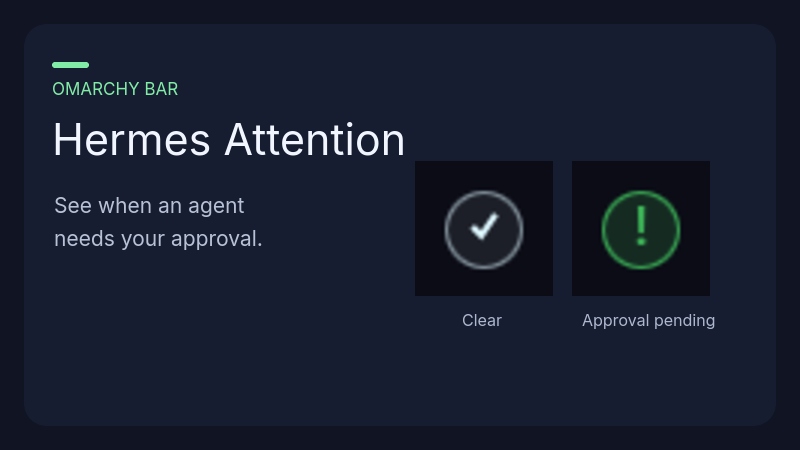 OMARCHY BAR
Hermes Attention
See when an agent
needs your approval.
Clear
Approval pending